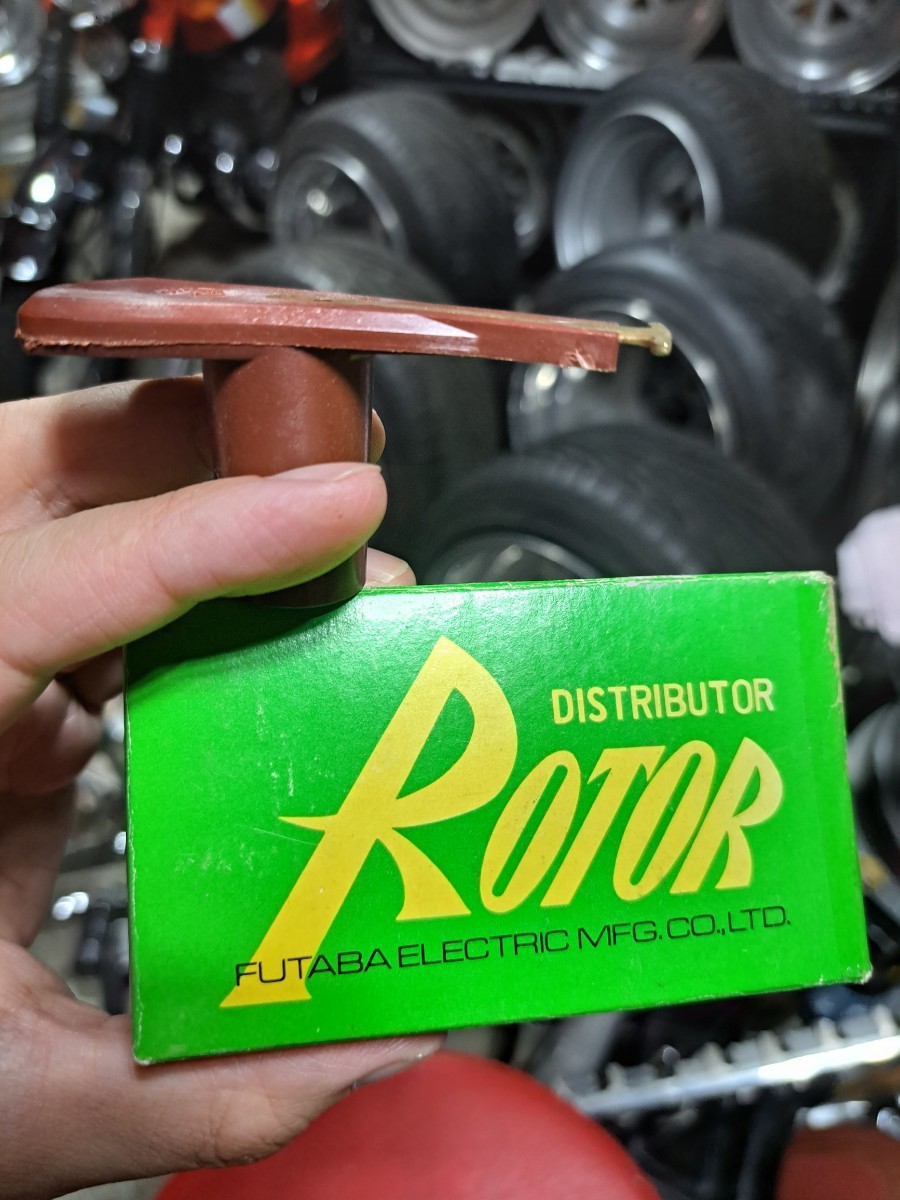 DISTRIBUTOR
ROTOR
FUTABA ELECTRIC MFG. CO., LTD.